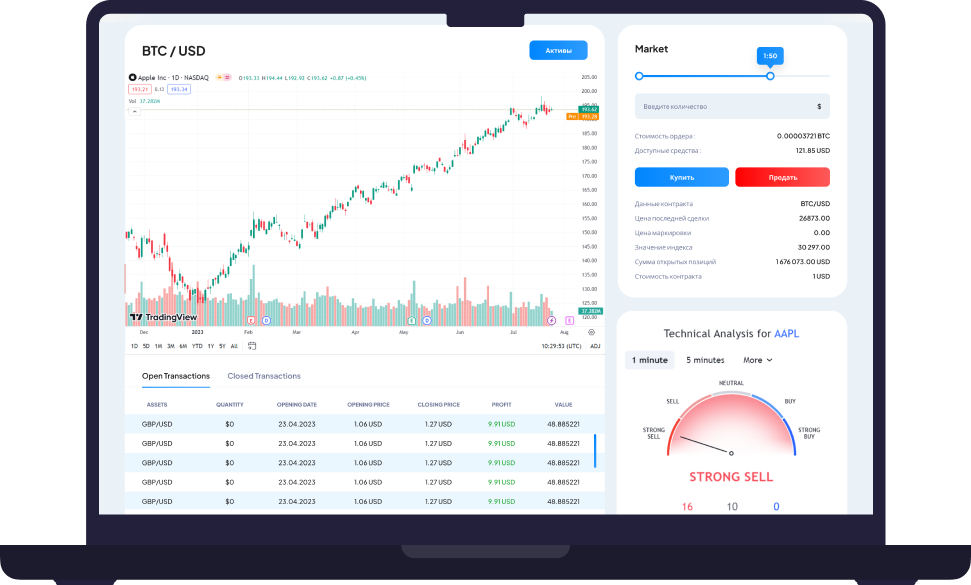 BTC / USD
Активы
Apple Inc · 1D · NASDAQ
O193.33 H194.44 L192.92 C193.62 +0.87 (+0.45%)
193.21 0.13 193.34
Vol 37.282M
205.00
200.00
195.00
193.62
Pre 193.28
185.00
180.00
175.00
170.00
165.00
160.00
155.00
150.00
145.00
140.00
135.00
130.00
125.00
37.282M
120.00
TradingView
E D E D E
Dec 2023 Feb Mar Apr May Jun Jul Aug
1D 5D 1M 3M 6M YTD 1Y 5Y All
10:29:53 (UTC) ADJ
Open Transactions Closed Transactions
ASSETS QUANTITY OPENING DATE OPENING PRICE CLOSING PRICE PROFIT VALUE
GBP/USD $0 23.04.2023 1.06 USD 1.27 USD 9.91 USD 48.885221
GBP/USD $0 23.04.2023 1.06 USD 1.27 USD 9.91 USD 48.885221
GBP/USD $0 23.04.2023 1.06 USD 1.27 USD 9.91 USD 48.885221
GBP/USD $0 23.04.2023 1.06 USD 1.27 USD 9.91 USD 48.885221
GBP/USD $0 23.04.2023 1.06 USD 1.27 USD 9.91 USD 48.885221
Market
1:50
Введите количество $
Стоимость ордера: 0.00003721 BTC
Доступные средства: 121.85 USD
Купить Продать
Данные контракта BTC/USD
Цена последней сделки 26873.00
Цена маркировки 0.00
Значение индекса 30 297.00
Сумма открытых позиций 1 676 073.00 USD
Стоимость контракта 1 USD
Technical Analysis for AAPL
1 minute 5 minutes More
NEUTRAL
SELL BUY
STRONG SELL
STRONG BUY
STRONG SELL
16 10 0